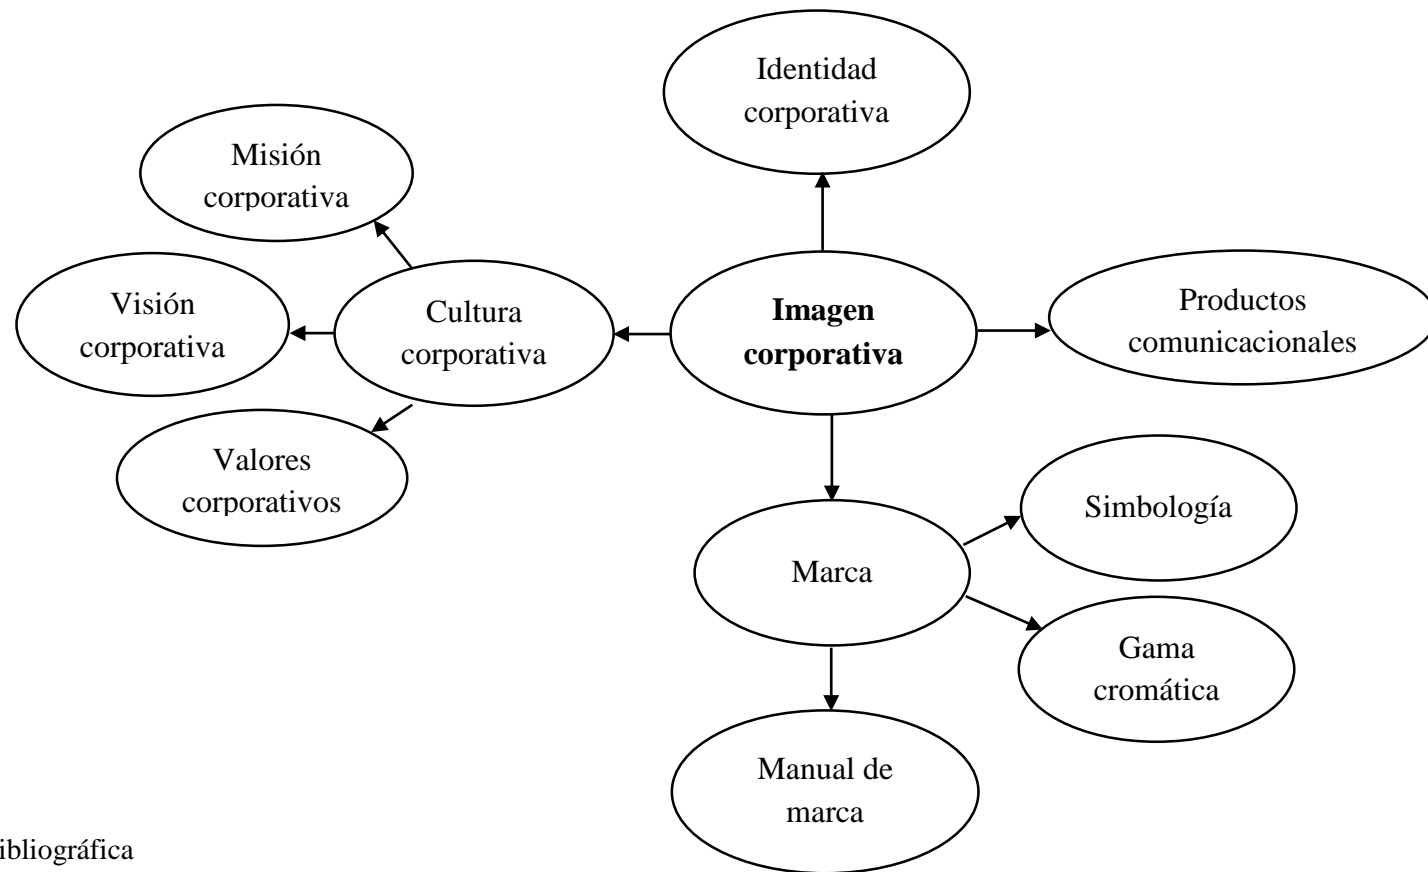 Identidad
corporativa
Misión
corporativa
Visión
corporativa
Cultura
corporativa
Imagen
corporativa
Productos
comunicacionales
Valores
corporativos
Simbología
Marca
Gama
cromática
Manual de
marca
ibliográfica